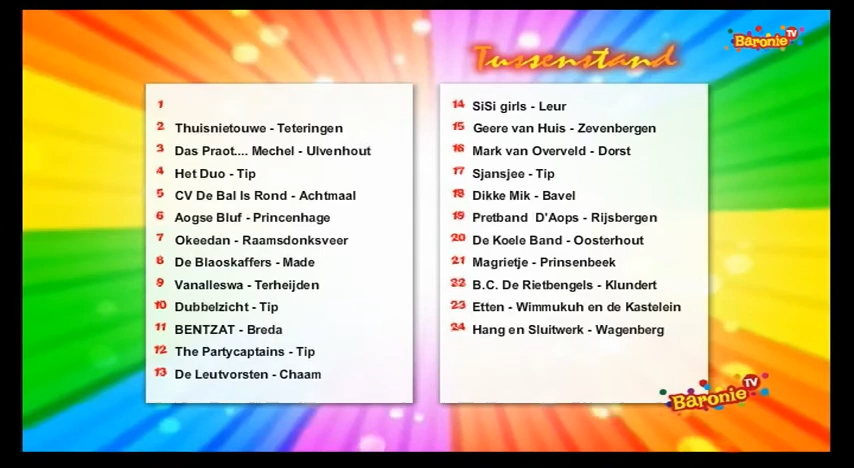 Baronie TV
Tussenstand
1
2 Thuisnietouwe - Teteringen
3 Das Praot.... Mechel - Ulvenhout
4 Het Duo - Tip
5 CV De Bal Is Rond - Achtmaal
6 Aogse Bluf - Princenhage
7 Okeedan - Raamsdonksveer
8 De Blaoskaffers - Made
9 Vanalleswa - Terheijden
10 Dubbelzicht - Tip
11 BENTZAT - Breda
12 The Partycaptains - Tip
13 De Leutvorsten - Chaam
14 SiSi girls - Leur
15 Geere van Huis - Zevenbergen
16 Mark van Overveld - Dorst
17 Sjansjee - Tip
18 Dikke Mik - Bavel
19 Pretband D'Aops - Rijsbergen
20 De Koele Band - Oosterhout
21 Magrietje - Prinsenbeek
22 B.C. De Rietbengels - Klundert
23 Etten - Wimmukuh en de Kastelein
24 Hang en Sluitwerk - Wagenberg
Baronie TV